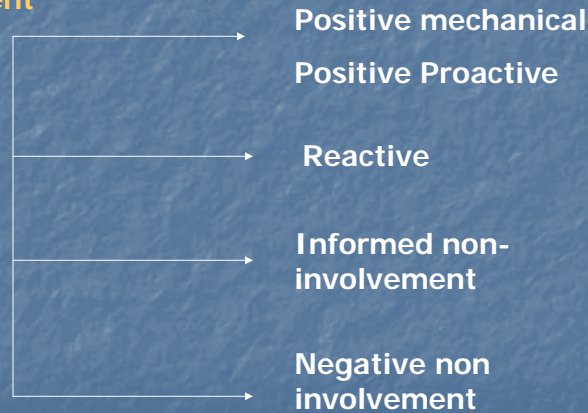 Positive mechanical
Positive Proactive
Reactive
Informed non-
involvement
Negative non
involvement